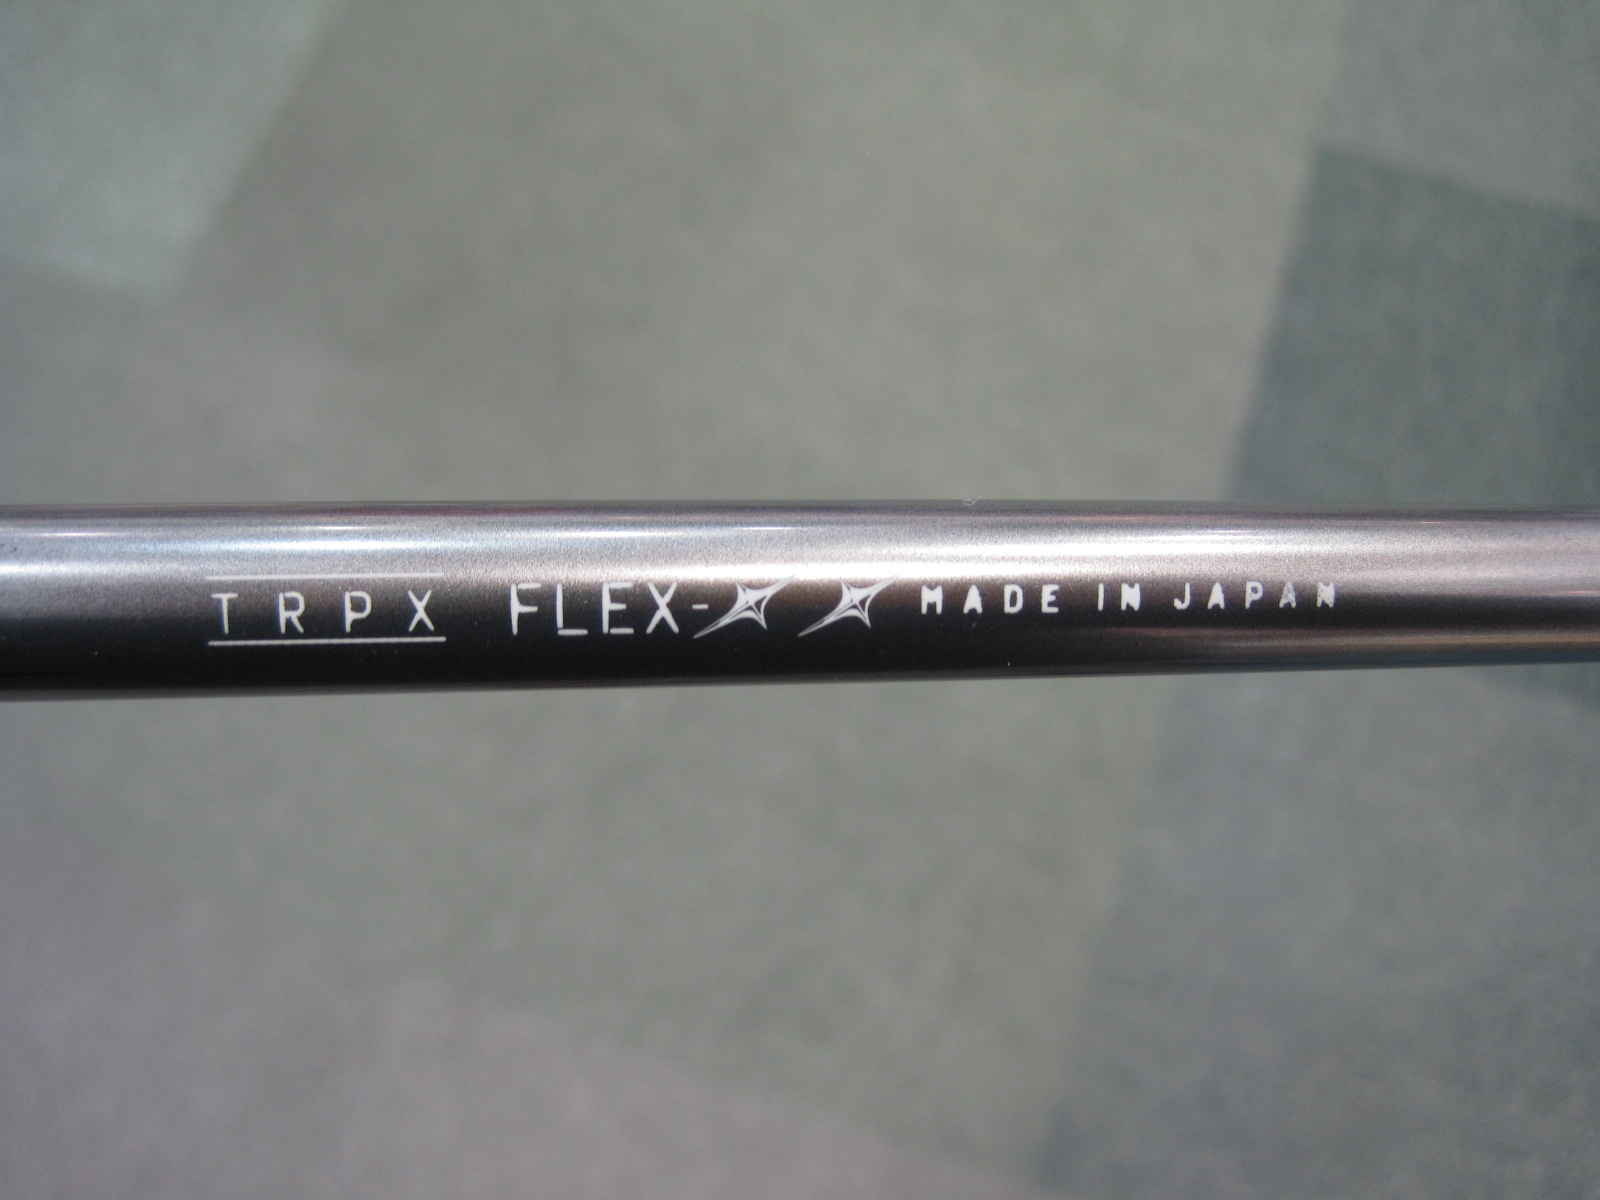 TRPX FLEX-★★ MADE IN JAPAN